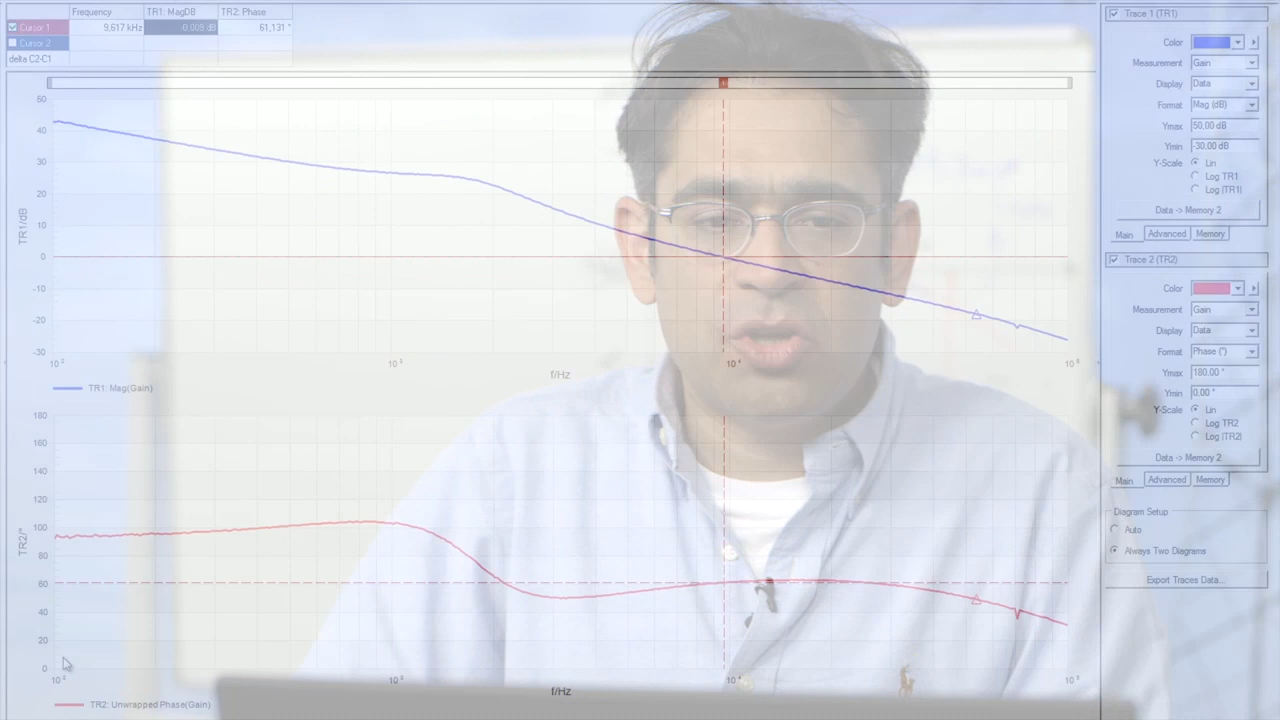 Frequency TR1: MagDB TR2: Phase
Cursor 1 9,617 kHz -0,009 dB 61,131 °
Cursor 2
delta C2-C1
50
40
30
20
10
0
-10
-20
-30
TR1/dB
10² 10³ 10⁴ 10⁵
f/Hz
TR1: Mag(Gain)
180
160
140
120
100
80
60
40
20
0
TR2/°
10² 10³ 10⁴ 10⁵
f/Hz
TR2: Unwrapped Phase(Gain)
Trace 1 (TR1)
Color
Measurement Gain
Display Data
Format Mag (dB)
Ymax 50,00 dB
Ymin -30,00 dB
Y-Scale Lin
Log TR1
Log |TR1|
Data -> Memory 2
Main Advanced Memory
Trace 2 (TR2)
Color
Measurement Gain
Display Data
Format Phase (°)
Ymax 180.00 °
Ymin 0.00 °
Y-Scale Lin
Log TR2
Log |TR2|
Data -> Memory 2
Main Advanced Memory
Diagram Setup
Auto
Always Two Diagrams
Export Traces Data...